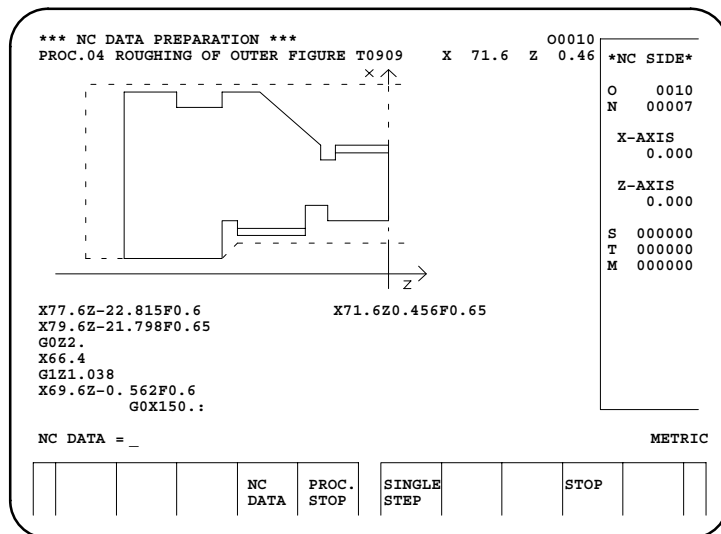 *** NC DATA PREPARATION ***
O0010
PROC.04 ROUGHING OF OUTER FIGURE T0909 X 71.6 Z 0.46
*NC SIDE*
O 0010
N 00007
X-AXIS
0.000
Z-AXIS
0.000
S 000000
T 000000
M 000000
X
Z
X77.6Z-22.815F0.6 X71.6Z0.456F0.65
X79.6Z-21.798F0.65
G0Z2.
X66.4
G1Z1.038
X69.6Z-0. 562F0.6
G0X150.:
NC DATA = _
METRIC
NC DATA
PROC. STOP
SINGLE STEP
STOP